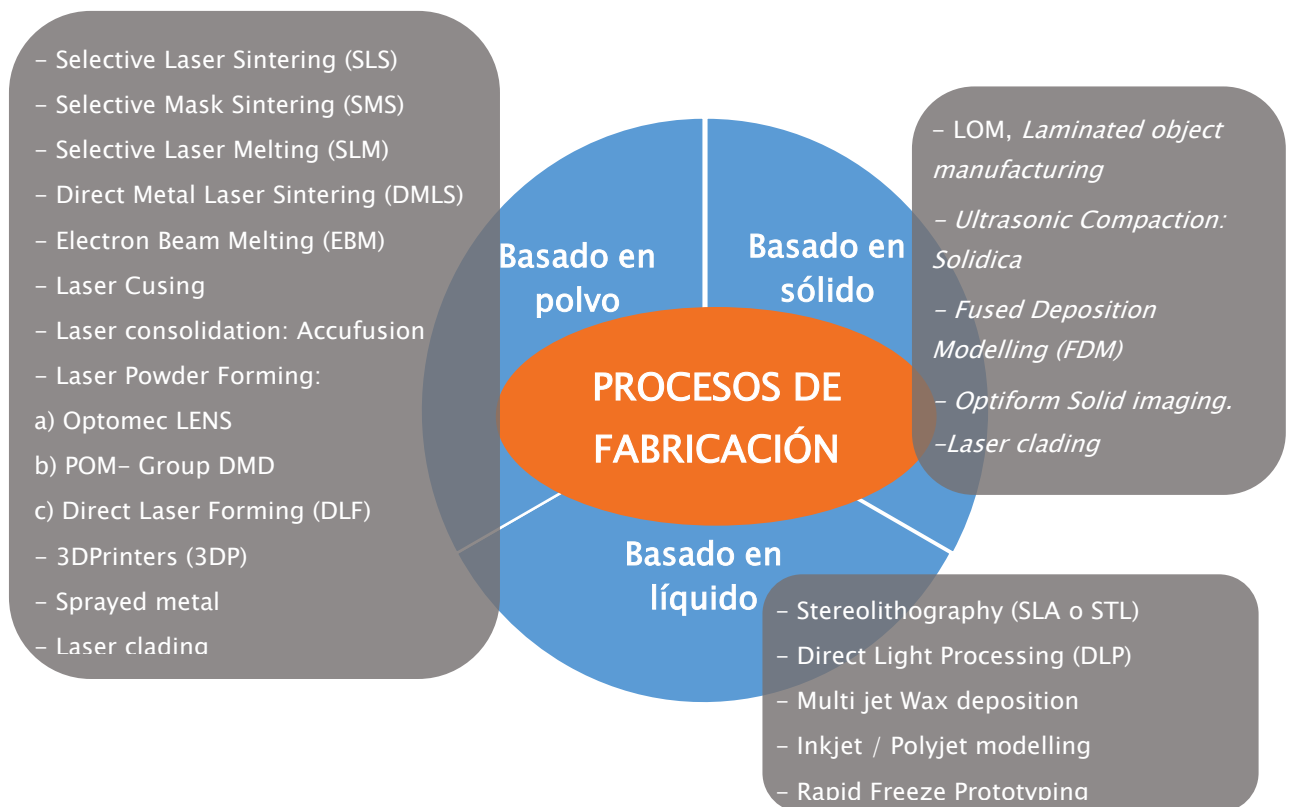 – Selective Laser Sintering (SLS)
– Selective Mask Sintering (SMS)
– Selective Laser Melting (SLM)
– Direct Metal Laser Sintering (DMLS)
– Electron Beam Melting (EBM)
– Laser Cusing
– Laser consolidation: Accufusion
– Laser Powder Forming:
a) Optomec LENS
b) POM– Group DMD
c) Direct Laser Forming (DLF)
– 3DPrinters (3DP)
– Sprayed metal
– Laser clading
Basado en
polvo
Basado en
sólido
– LOM, Laminated object
manufacturing
– Ultrasonic Compaction:
Solidica
– Fused Deposition
Modelling (FDM)
– Optiform Solid imaging.
–Laser clading
PROCESOS DE
FABRICACIÓN
Basado en
líquido
– Stereolithography (SLA o STL)
– Direct Light Processing (DLP)
– Multi jet Wax deposition
– Inkjet / Polyjet modelling
– Rapid Freeze Prototyping